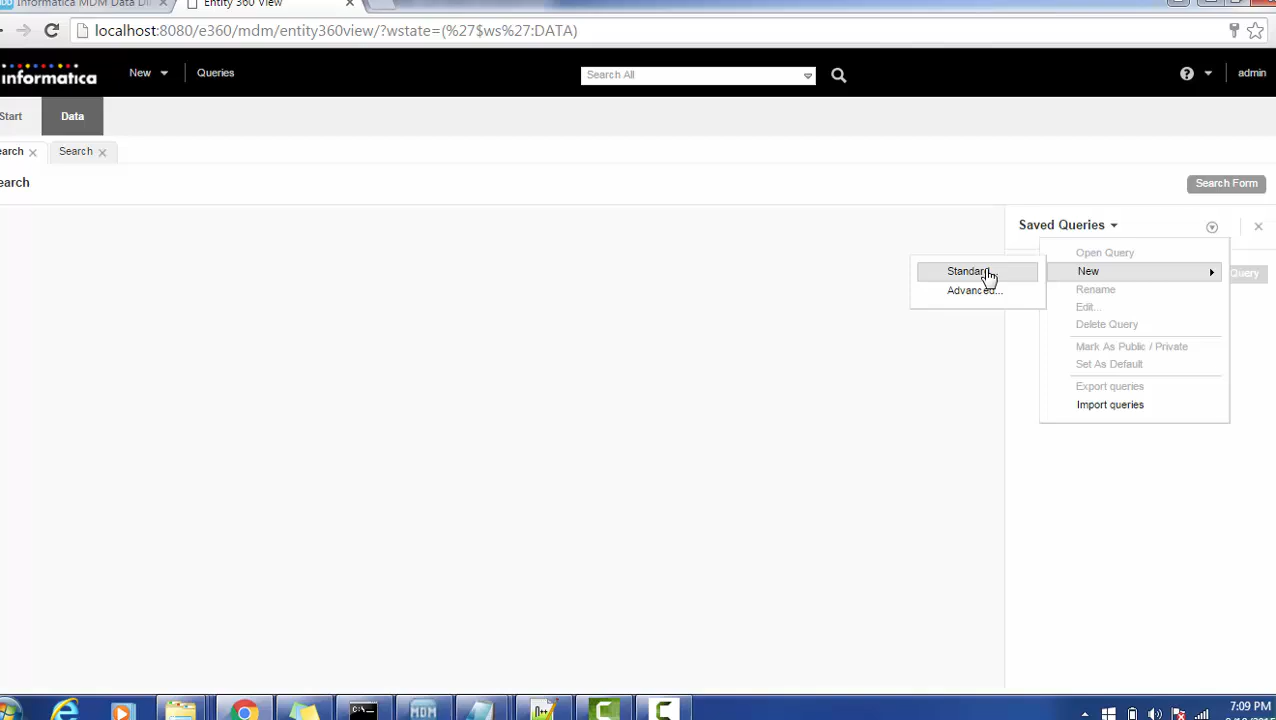 Informatica MDM Data Di
Entity 360 View
localhost:8080/e360/mdm/entity360view/?wstate=(%27$ws%27:DATA)
informatica
New
Queries
Search All
admin
Start
Data
earch
Search
earch
Search Form
Saved Queries
Open Query
Query
Standard...
New
Advanced...
Rename
Edit...
Delete Query
Mark As Public / Private
Set As Default
Export queries
Import queries
MDM
7:09 PM